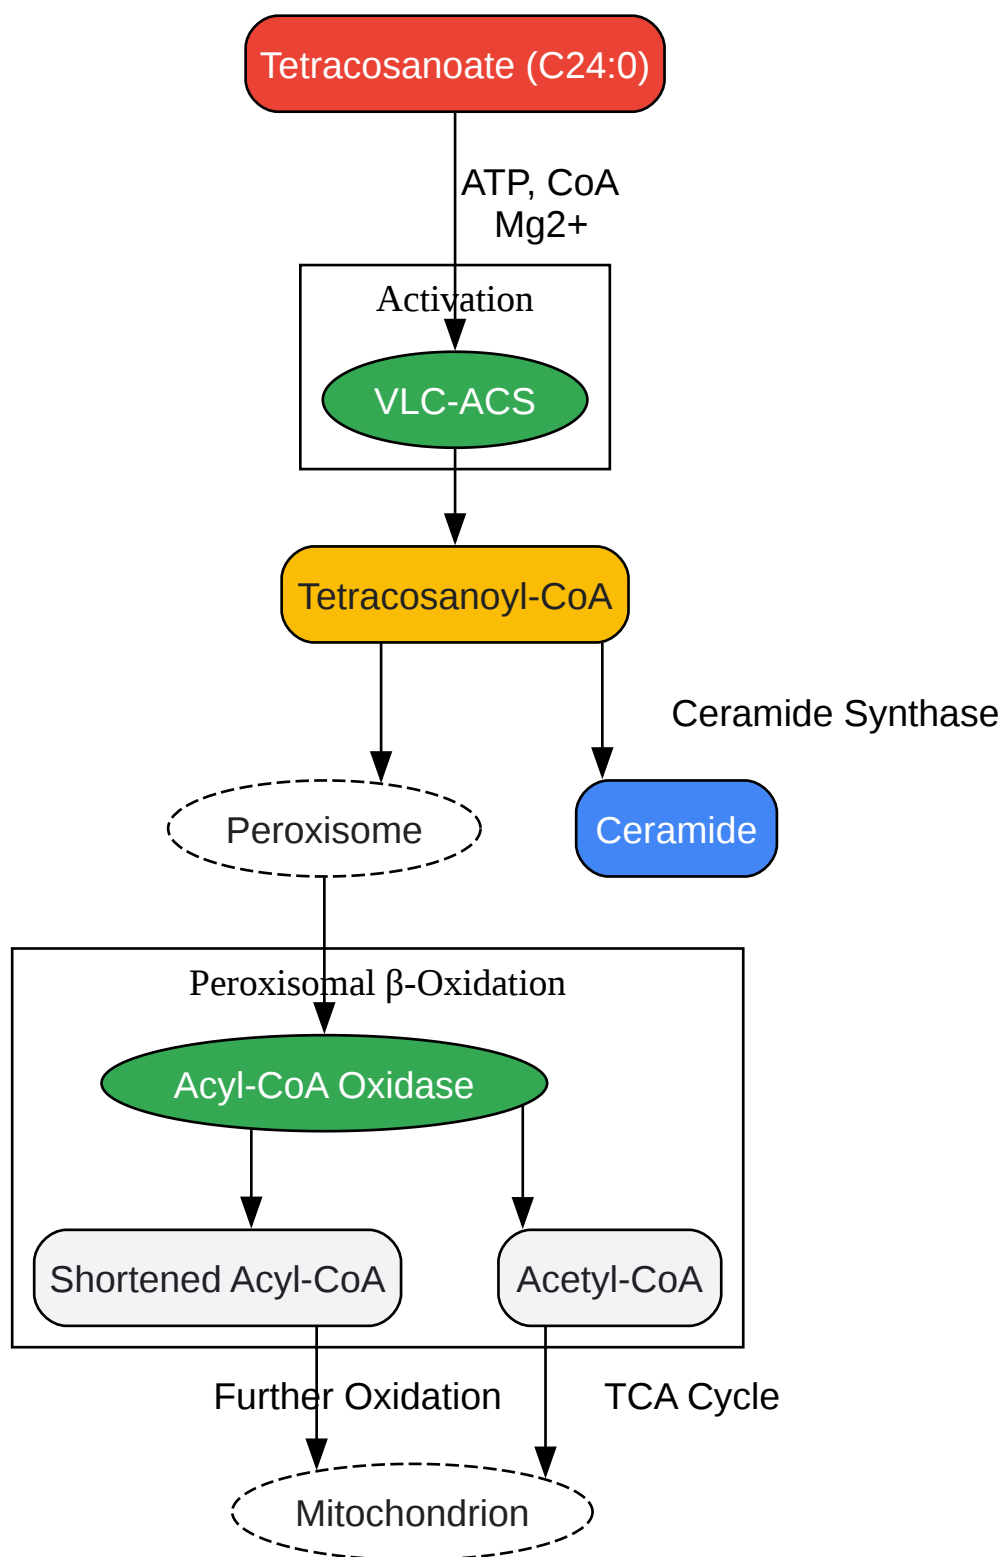 Tetracosanoate (C24:0)
ATP, CoA
Mg2+
Activation
VLC-ACS
Tetracosanoyl-CoA
Ceramide Synthase
Peroxisome
Ceramide
Peroxisomal β-Oxidation
Acyl-CoA Oxidase
Shortened Acyl-CoA
Acetyl-CoA
Further Oxidation
TCA Cycle
Mitochondrion